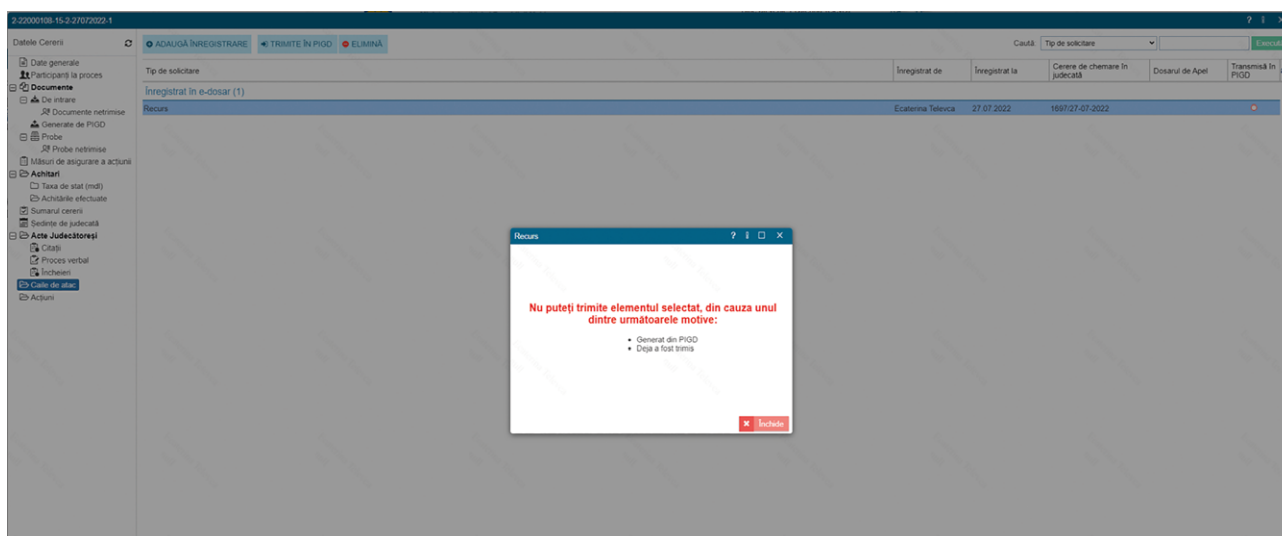 2-22000108-15-2-27072022-1
Datele Cererii
ADAUGĂ ÎNREGISTRARE TRIMITE ÎN PIGD ELIMINĂ
Caută Tip de solicitare Execută
Date generale
Participanți la proces
Documente
De intrare
Documente netrimise
Generate de PIGD
Probe
Probe netrimise
Măsuri de asigurare a acțiunii
Achitari
Taxa de stat (mdl)
Achitările efectuate
Sumarul cererii
Ședințe de judecată
Acte Judecătorești
Citații
Proces verbal
Încheieri
Caile de atac
Acțiuni
Tip de solicitare Înregistrat de Înregistrat la Cerere de chemare în judecată Dosarul de Apel Transmisă în PIGD
Înregistrat în e-dosar (1)
Recurs Ecaterina Televca 27.07.2022 1697/27-07-2022
Recurs
Nu puteți trimite elementul selectat, din cauza unul
dintre următoarele motive:
Generat din PIGD
Deja a fost trimis
Închide